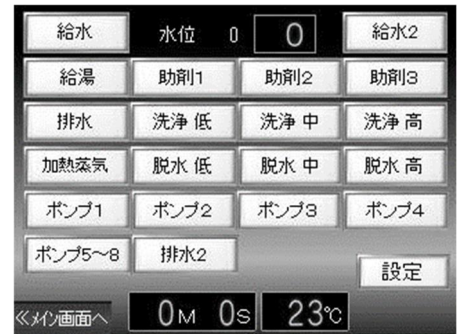 給水 水位 0 0 給水2
給湯 助剤1 助剤2 助剤3
排水 洗浄 低 洗浄 中 洗浄 高
加熱蒸気 脱水 低 脱水 中 脱水 高
ポンプ1 ポンプ2 ポンプ3 ポンプ4
ポンプ5～8 排水2
設定
≪メイン画面へ 0M 0S 23℃